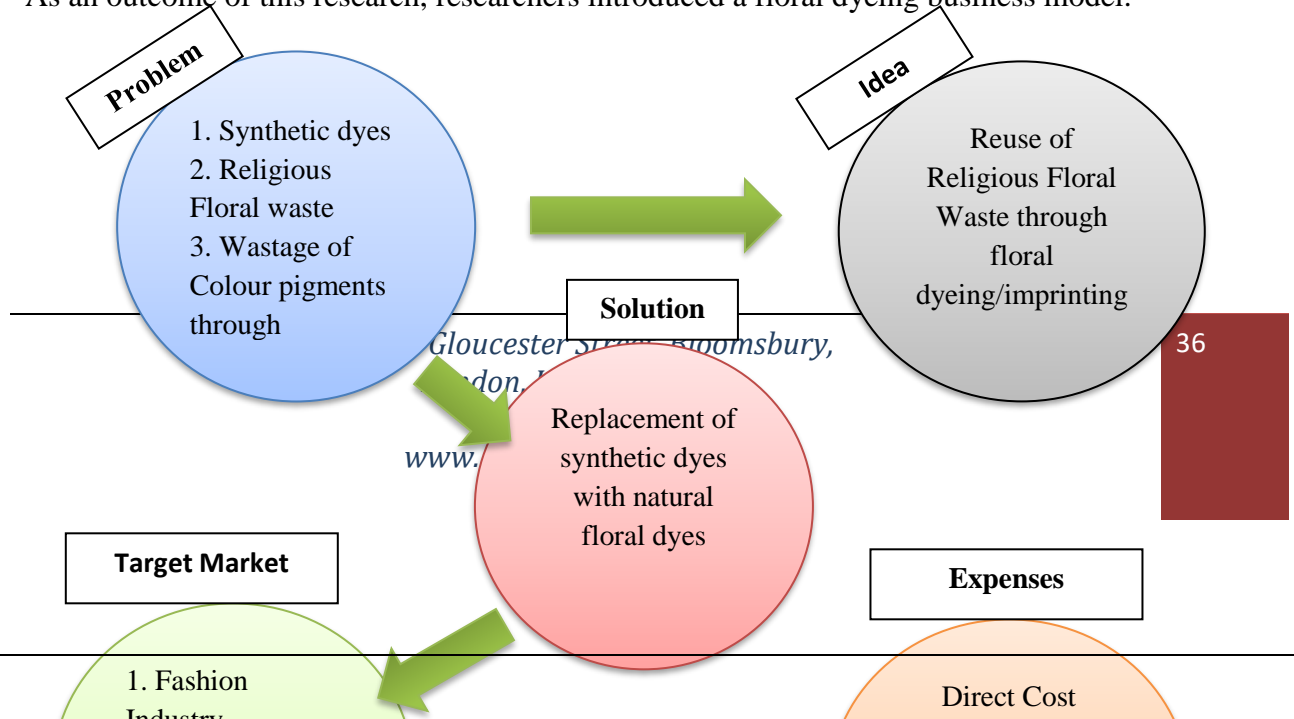 As an outcome of this research, researchers introduced a floral dyeing business model.
Problem
Idea
1. Synthetic dyes
2. Religious
Floral waste
3. Wastage of
Colour pigments
through
Reuse of
Religious Floral
Waste through
floral
dyeing/imprinting
Solution
Gloucester Street, Bloomsbury,
36
Replacement of
synthetic dyes
with natural
floral dyes
www.
Target Market
Expenses
1. Fashion
Industry
Direct Cost